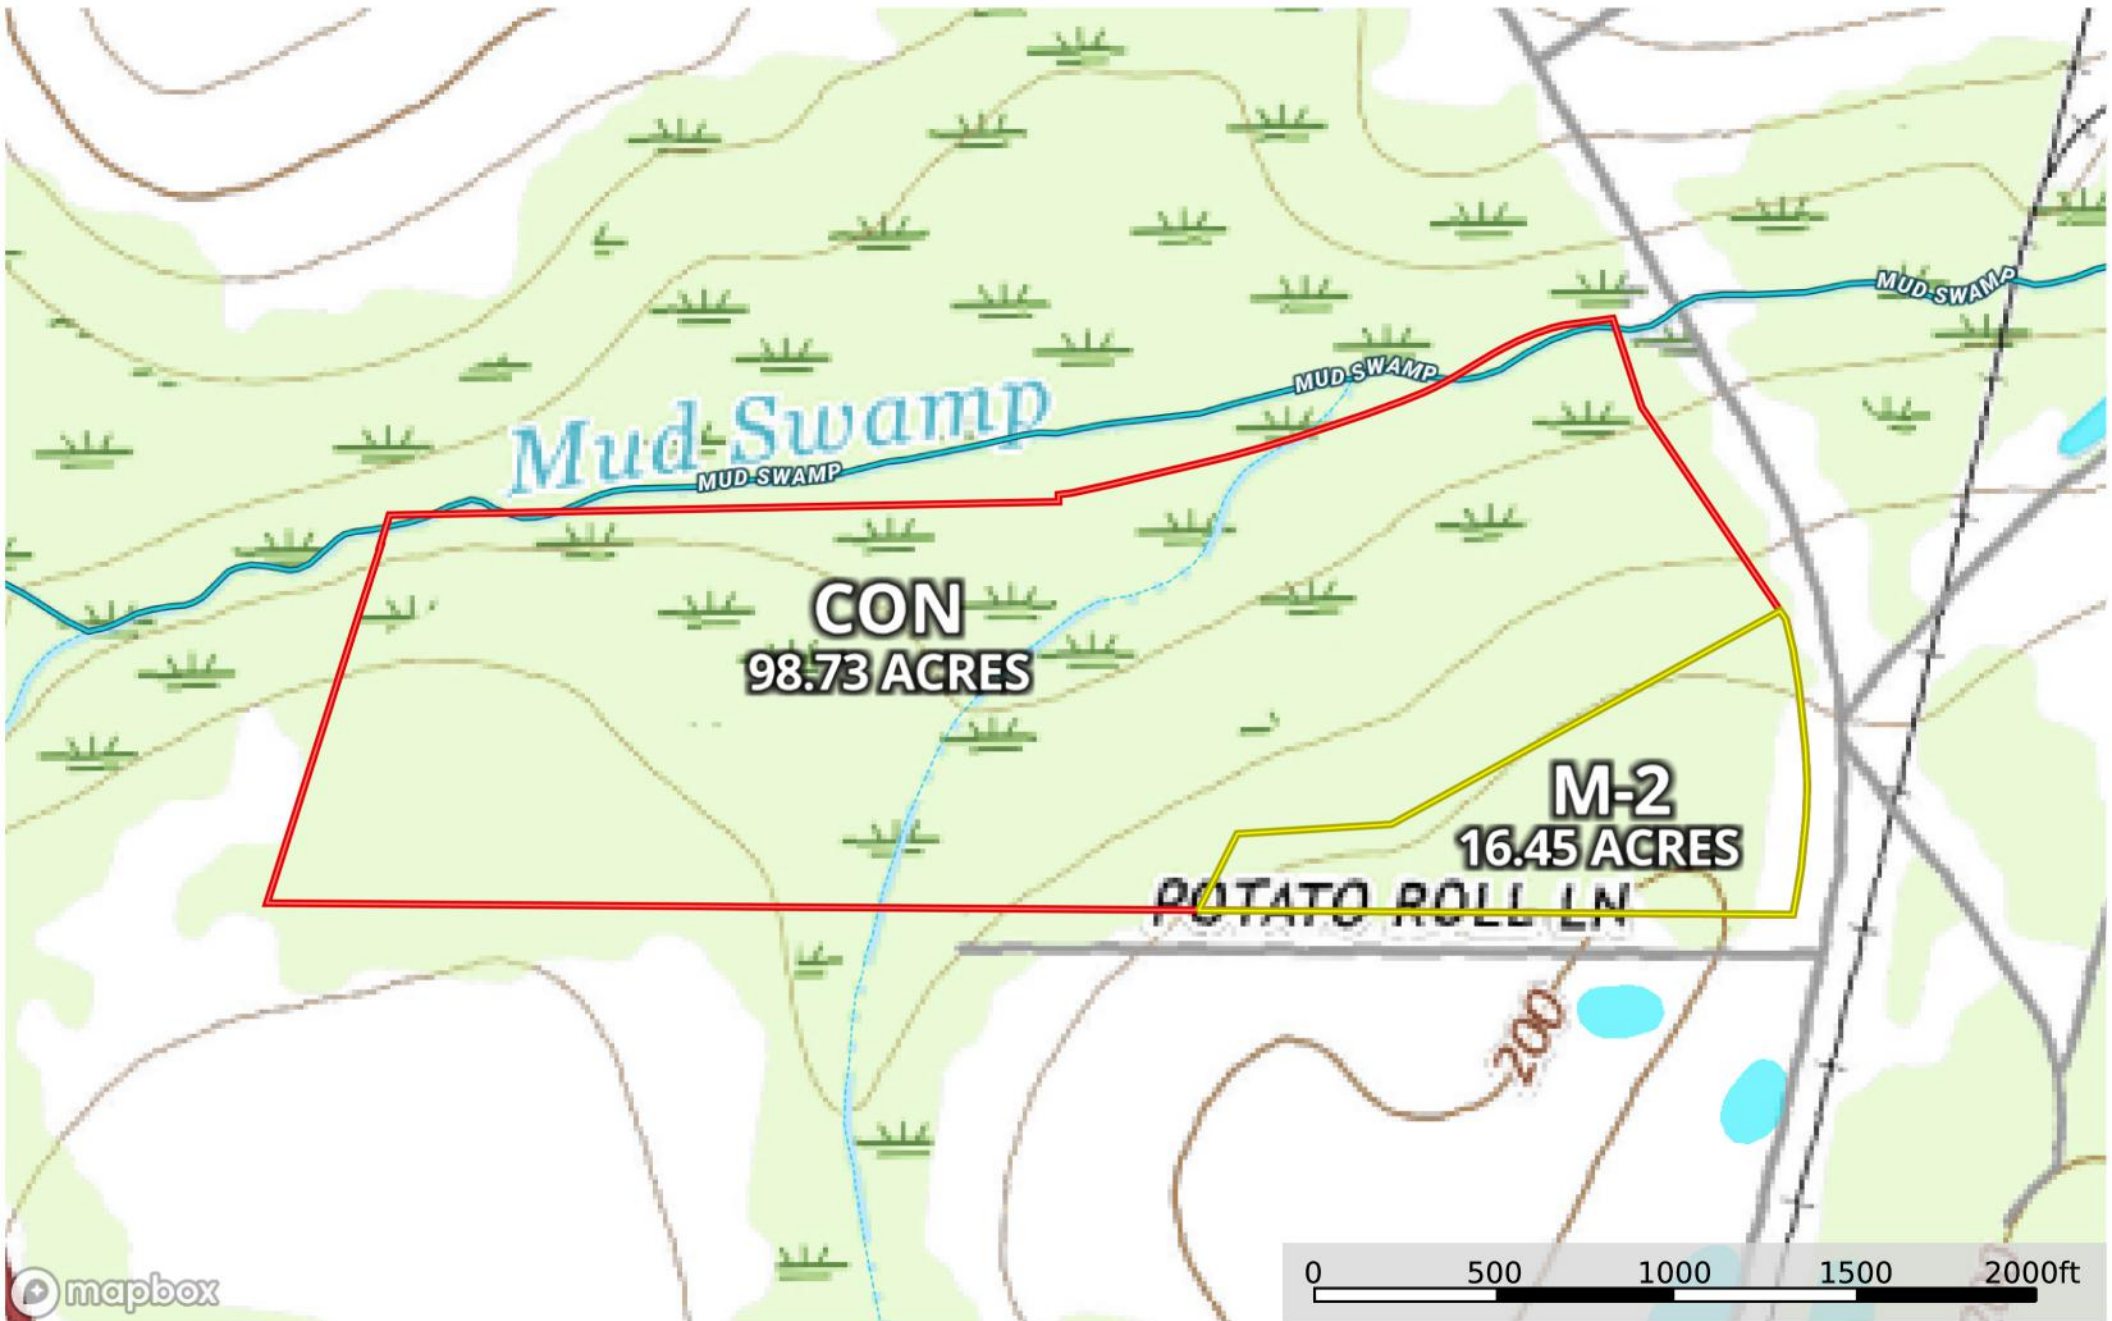 MUD SWAMP
MUD SWAMP
Mud Swamp
MUD SWAMP
CON
98.73 ACRES
M-2
16.45 ACRES
POTATO ROLL LN
200
0 500 1000 1500 2000ft
mapbox